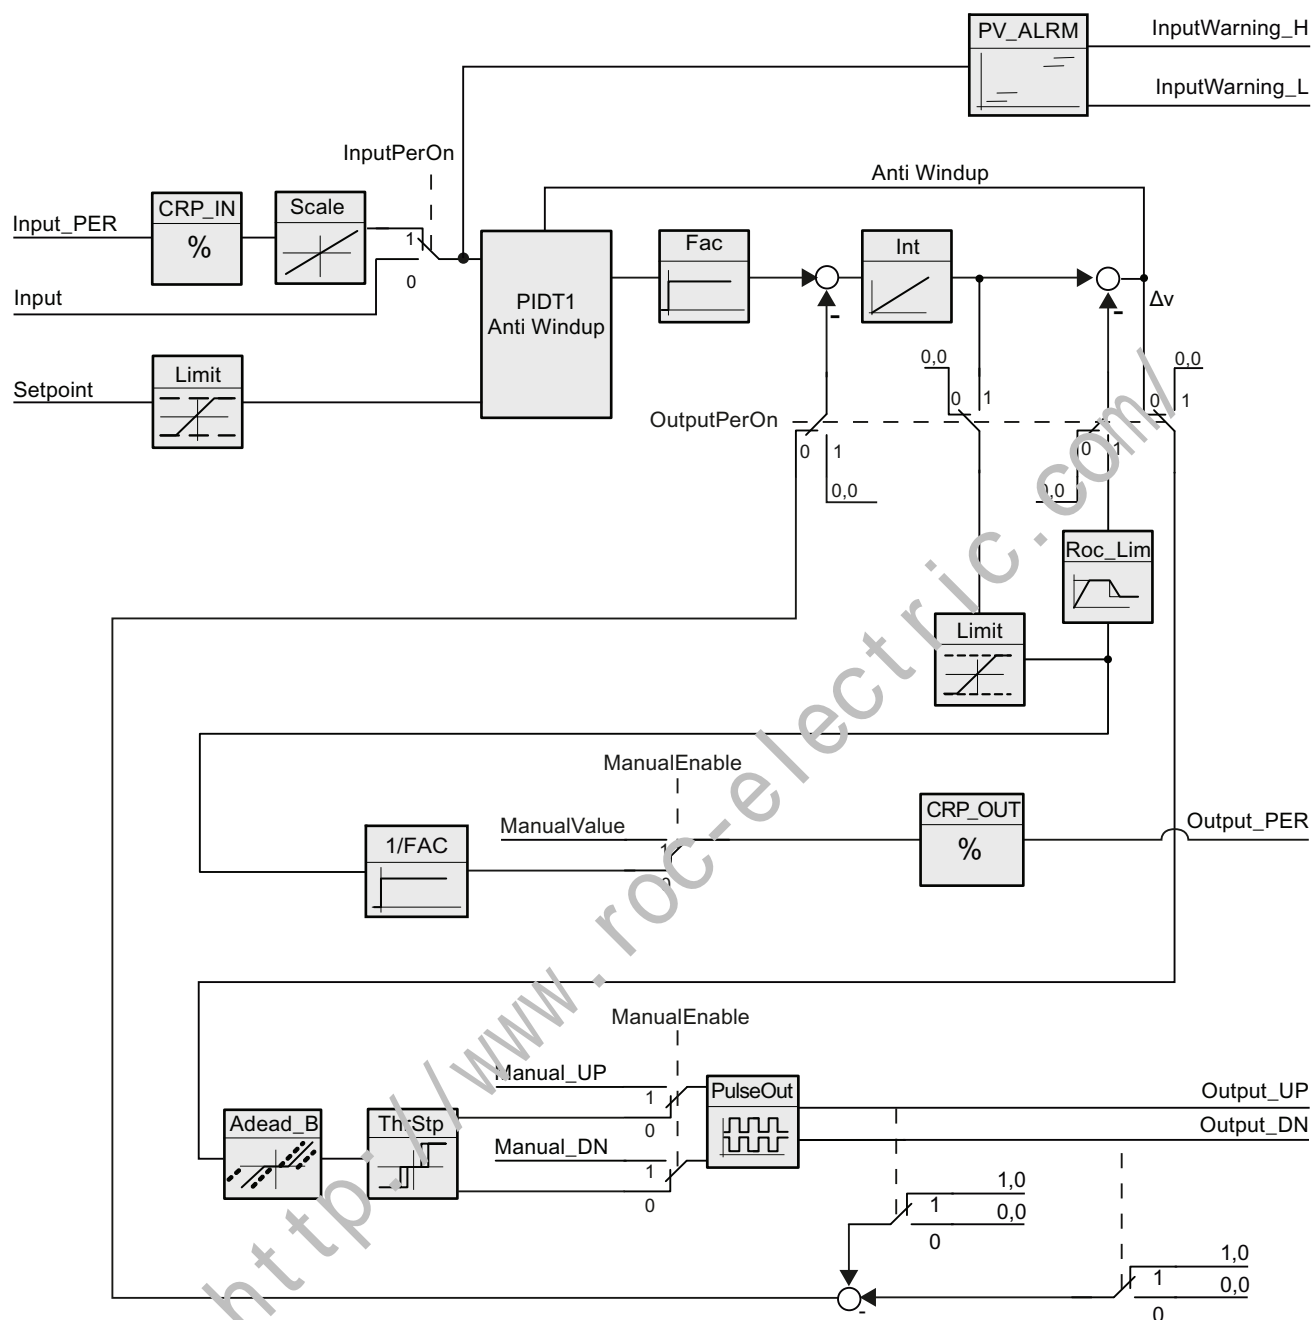 PV_ALRM
InputWarning_H
InputWarning_L
InputPerOn
Anti Windup
Input_PER
CRP_IN
%
Scale
1
0
Input
PIDT1
Anti Windup
Fac
Int
-
-
Δv
Setpoint
Limit
OutputPerOn
0 1
0,0
0,0
0 1
0 1
0,0
0,0
0 1
Roc_Lim
Limit
ManualEnable
ManualValue
1
0
1/FAC
CRP_OUT
%
Output_PER
ManualEnable
Manual_UP
1
0
Manual_DN
1
0
Adead_B
ThrStp
PulseOut
Output_UP
Output_DN
1,0
1
0,0
0
1,0
1
0,0
0
-
http://www.roc-electric.com/